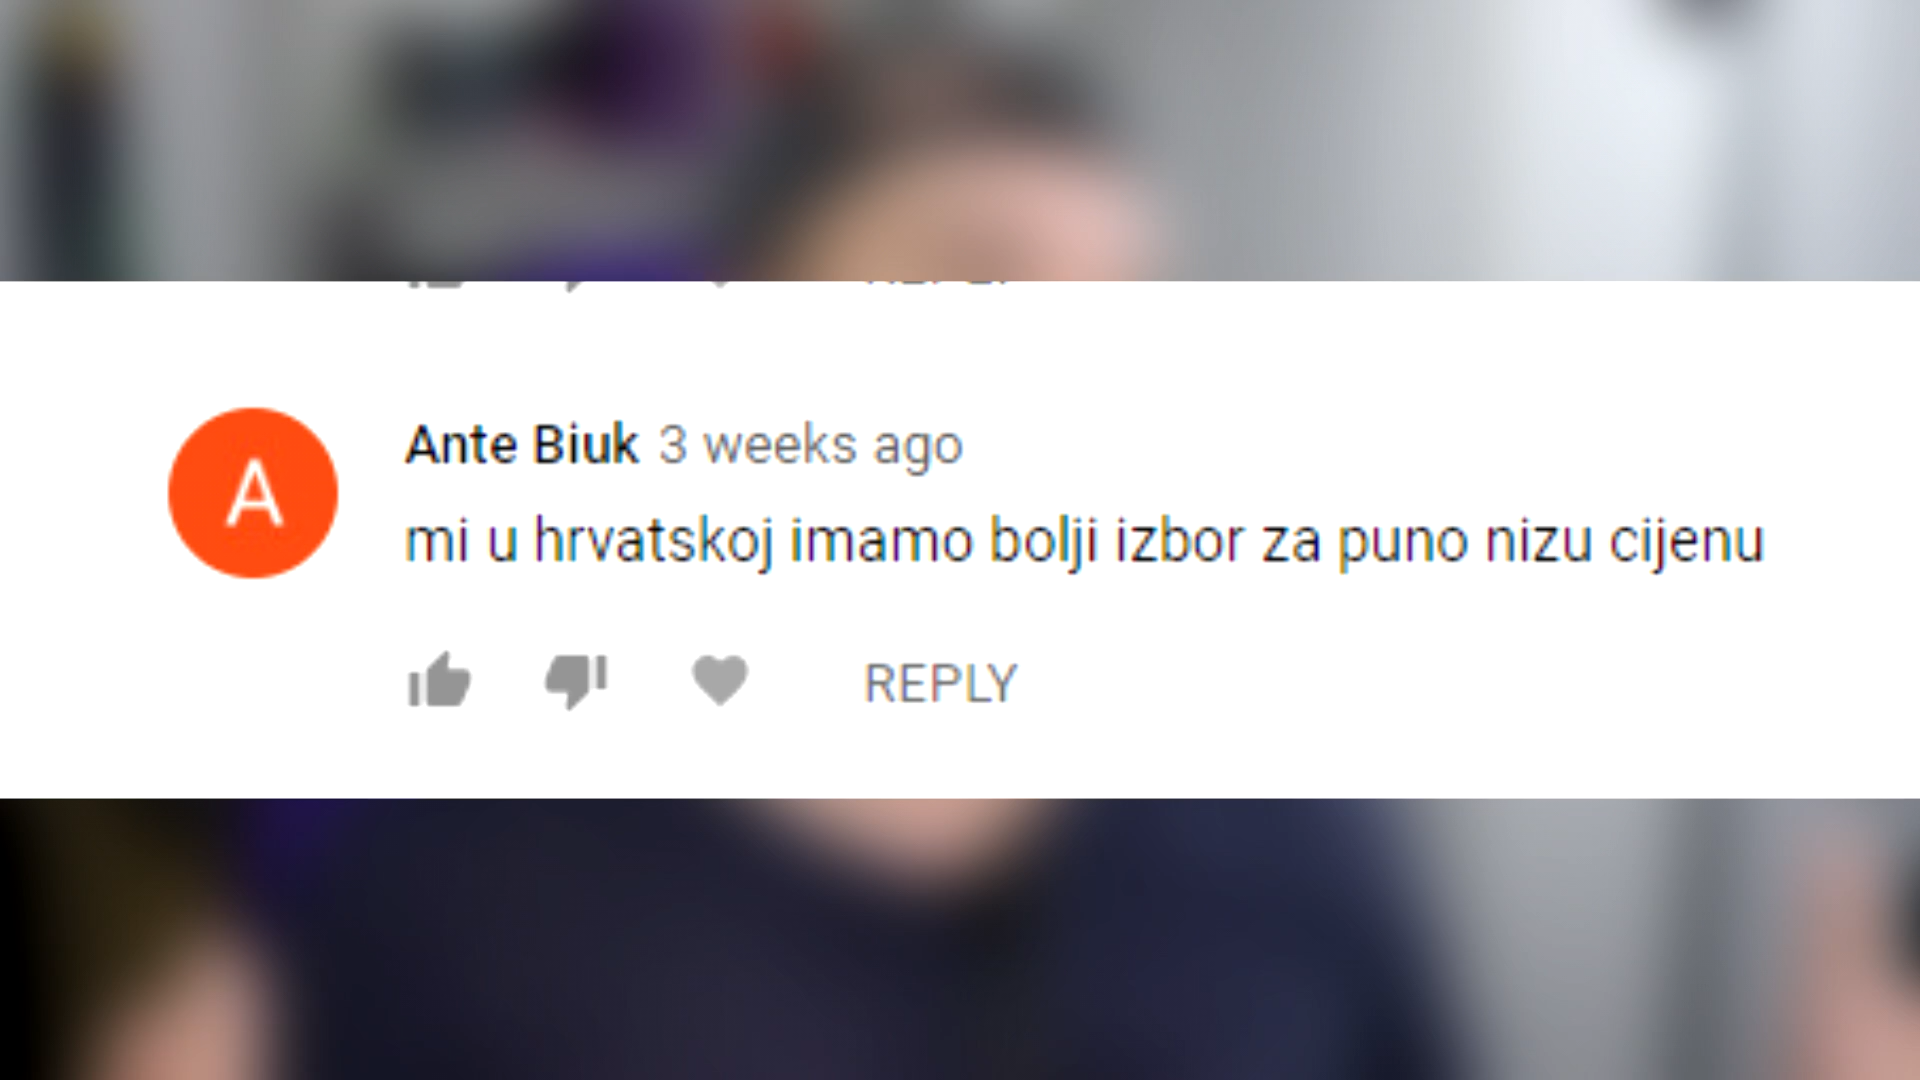 A
Ante Biuk 3 weeks ago
mi u hrvatskoj imamo bolji izbor za puno nizu cijenu
REPLY